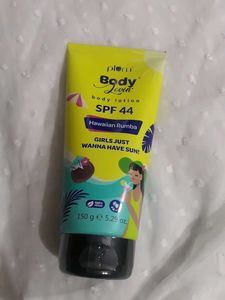 plum
Body
Lovin'
body lotion
SPF 44
Hawaiian Rumba
GIRLS JUST
WANNA HAVE SUN!
150 g e 5.29 oz.